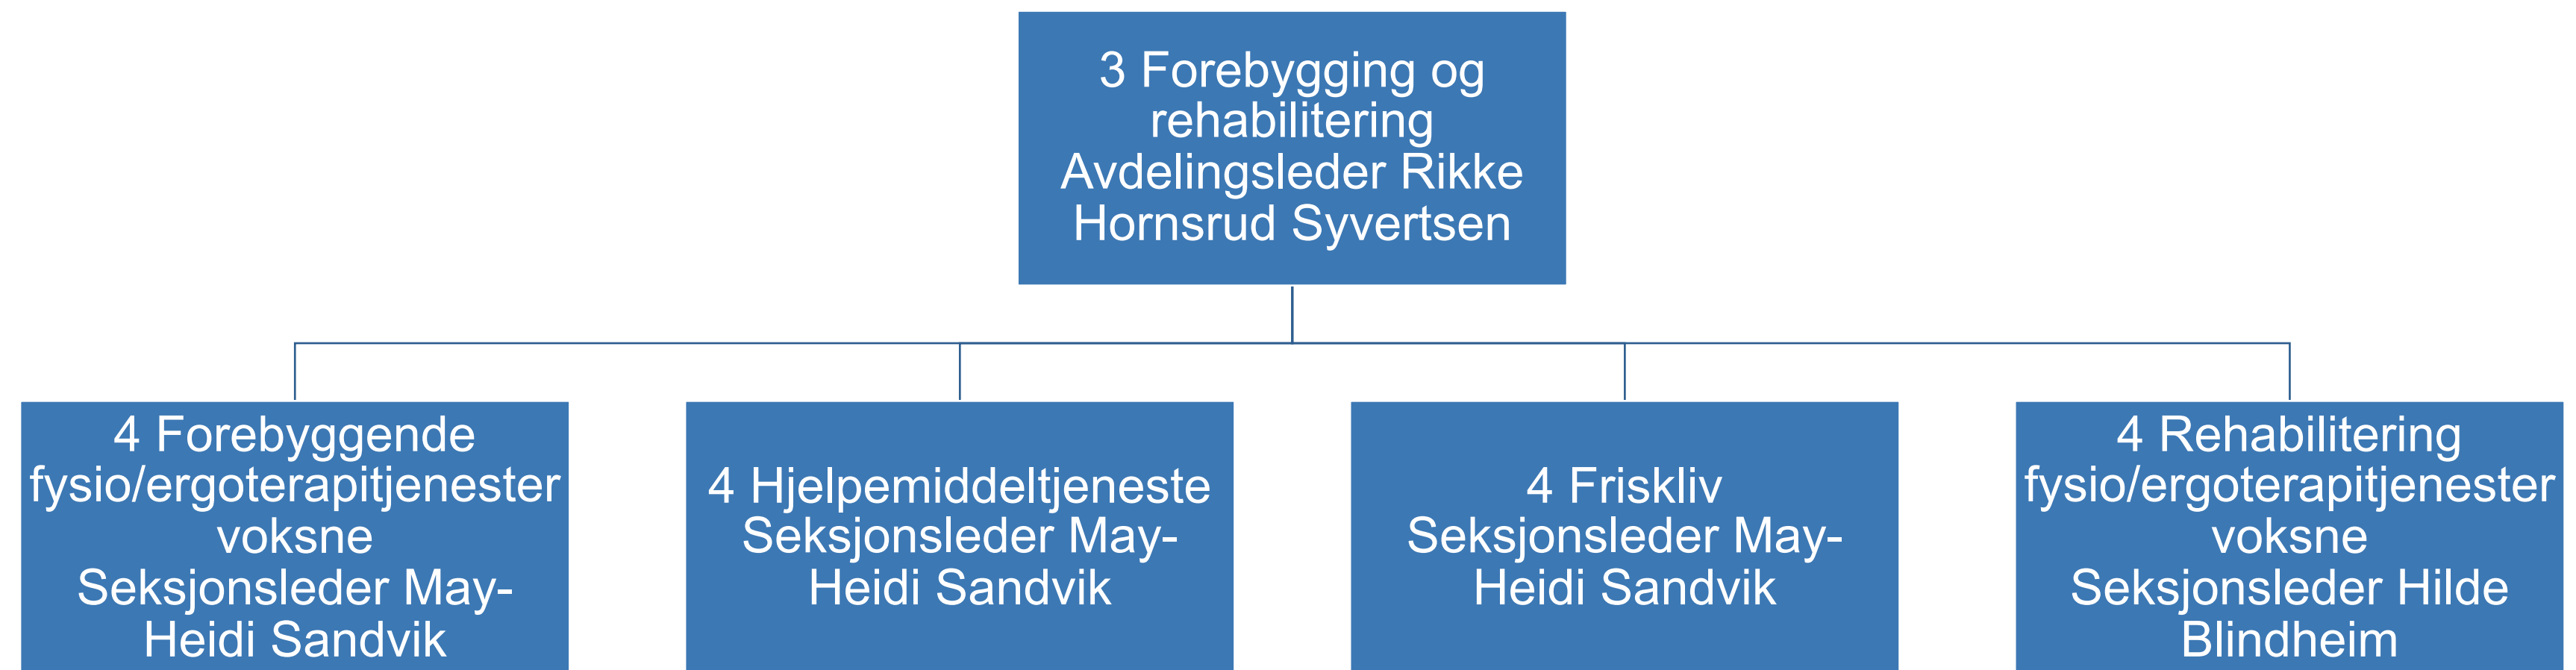 3 Forebygging og
rehabilitering
Avdelingsleder Rikke
Hornsrud Syvertsen
4 Forebyggende
fysio/ergoterapitjenester
voksne
Seksjonsleder May-
Heidi Sandvik
4 Hjelpemiddeltjeneste
Seksjonsleder May-
Heidi Sandvik
4 Friskliv
Seksjonsleder May-
Heidi Sandvik
4 Rehabilitering
fysio/ergoterapitjenester
voksne
Seksjonsleder Hilde
Blindheim